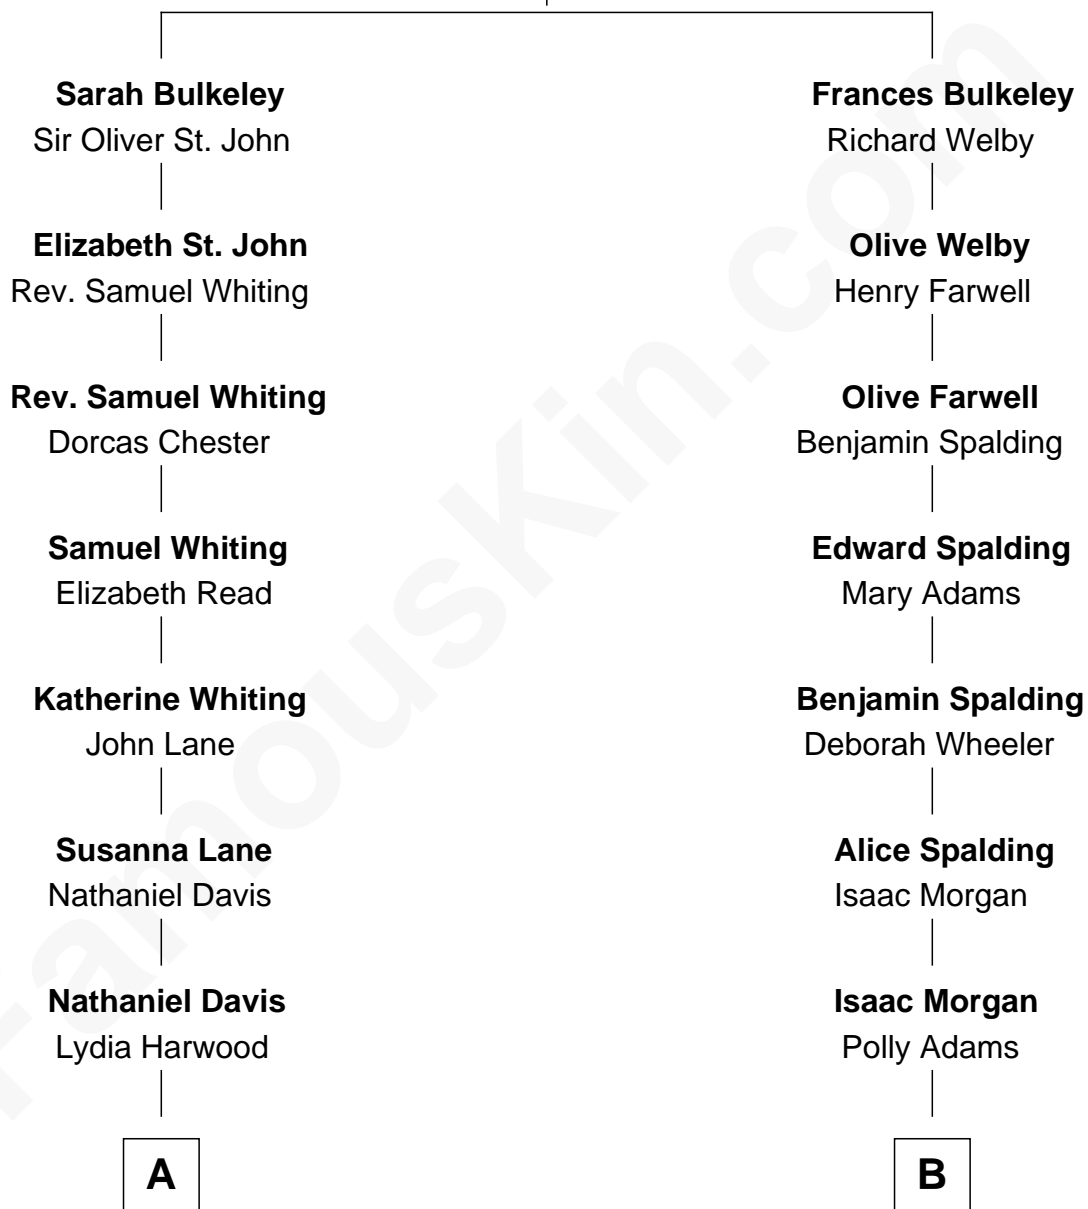 Sarah Bulkeley
Sir Oliver St. John
Elizabeth St. John
Rev. Samuel Whiting
Rev. Samuel Whiting
Dorcas Chester
Samuel Whiting
Elizabeth Read
Katherine Whiting
John Lane
Susanna Lane
Nathaniel Davis
Nathaniel Davis
Lydia Harwood
A
Frances Bulkeley
Richard Welby
Olive Welby
Henry Farwell
Olive Farwell
Benjamin Spalding
Edward Spalding
Mary Adams
Benjamin Spalding
Deborah Wheeler
Alice Spalding
Isaac Morgan
Isaac Morgan
Polly Adams
B
FamousKin.com